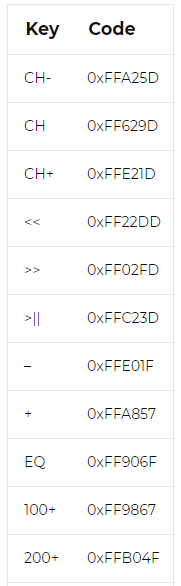 Key Code
CH- 0xFFA25D
CH 0xFF629D
CH+ 0xFFE21D
<< 0xFF22DD
>> 0xFF02FD
>|| 0xFFC23D
– 0xFFE01F
+ 0xFFA857
EQ 0xFF906F
100+ 0xFF9867
200+ 0xFFB04F